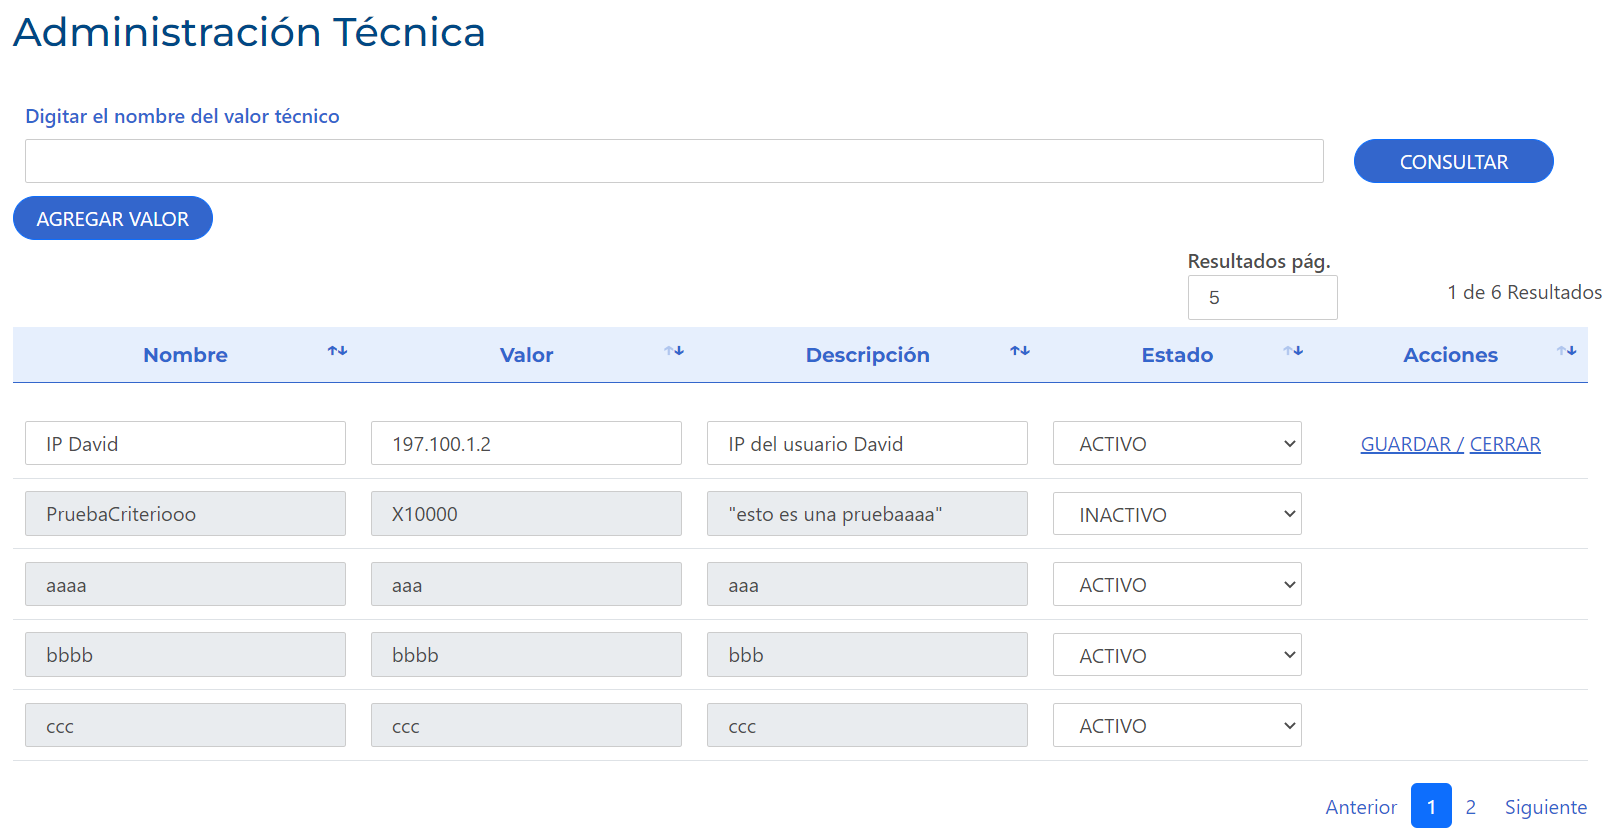 Administración Técnica
Digitar el nombre del valor técnico
CONSULTAR
AGREGAR VALOR
Resultados pág.
5
1 de 6 Resultados
Nombre Valor Descripción Estado Acciones
IP David 197.100.1.2 IP del usuario David ACTIVO GUARDAR / CERRAR
PruebaCriteriooo X10000 "esto es una pruebaaaa" INACTIVO
aaaa aaa aaa ACTIVO
bbbb bbbb bbb ACTIVO
ccc ccc ccc ACTIVO
Anterior 1 2 Siguiente